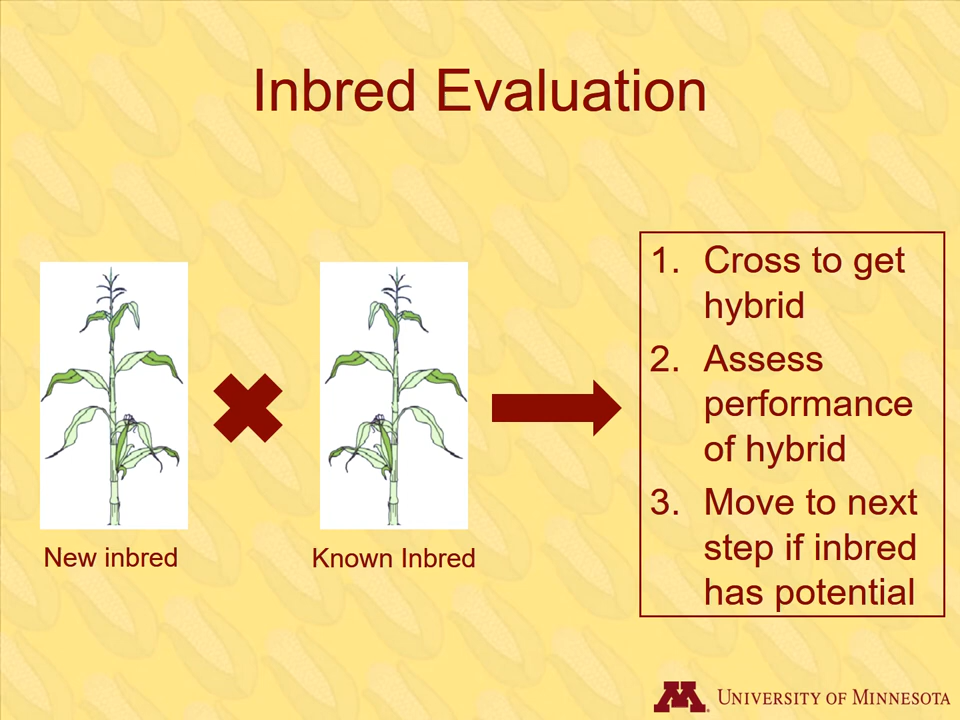 Inbred Evaluation
New inbred
Known Inbred
1. Cross to get
hybrid
2. Assess
performance
of hybrid
3. Move to next
step if inbred
has potential
M UNIVERSITY OF MINNESOTA